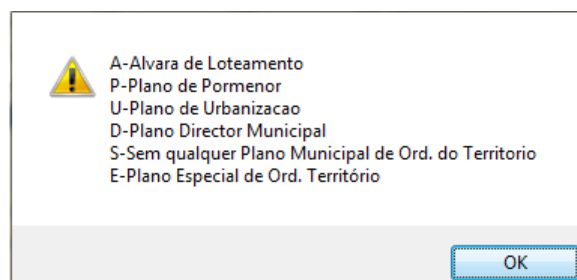 A-Alvara de Loteamento
P-Plano de Pormenor
U-Plano de Urbanizacao
D-Plano Director Municipal
S-Sem qualquer Plano Municipal de Ord. do Territorio
E-Plano Especial de Ord. Território
OK